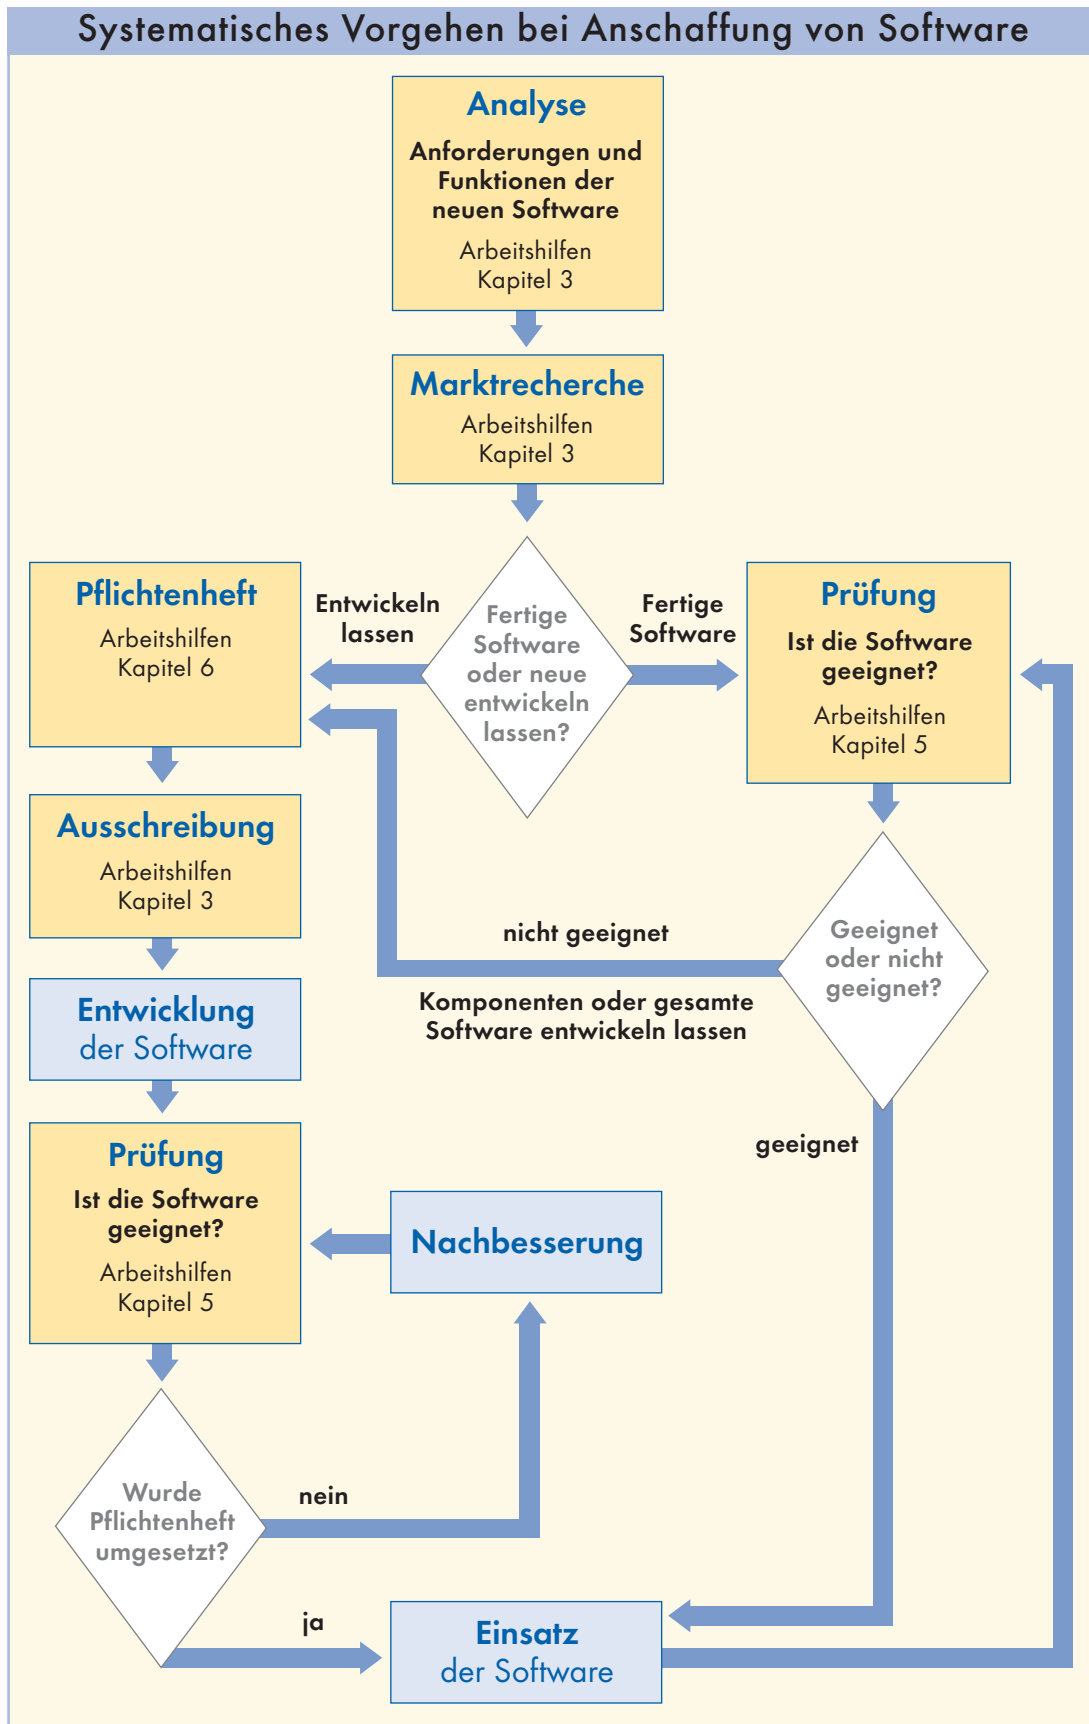 Systematisches Vorgehen bei Anschaffung von Software
Analyse
Anforderungen und
Funktionen der
neuen Software
Arbeitshilfen
Kapitel 3
Marktrecherche
Arbeitshilfen
Kapitel 3
Fertige
Software
oder neue
entwickeln
lassen?
Entwickeln
lassen
Fertige
Software
Pflichtenheft
Arbeitshilfen
Kapitel 6
Prüfung
Ist die Software
geeignet?
Arbeitshilfen
Kapitel 5
Ausschreibung
Arbeitshilfen
Kapitel 3
Geeignet
oder nicht
geeignet?
nicht geeignet
Komponenten oder gesamte
Software entwickeln lassen
geeignet
Entwicklung
der Software
Prüfung
Ist die Software
geeignet?
Arbeitshilfen
Kapitel 5
Nachbesserung
Wurde
Pflichtenheft
umgesetzt?
nein
ja
Einsatz
der Software